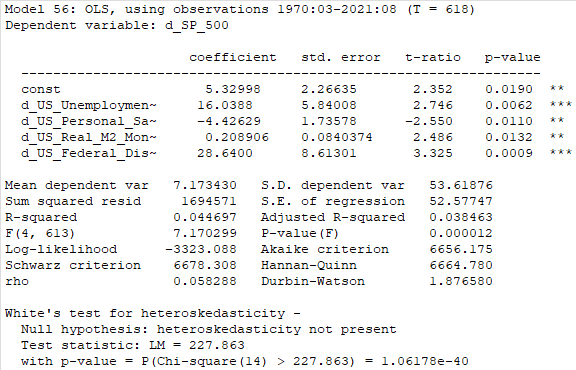 Model 56: OLS, using observations 1970:03-2021:08 (T = 618)
Dependent variable: d_SP_500
coefficient std. error t-ratio p-value
---------------------------------------------------------------
const 5.32998 2.26635 2.352 0.0190 **
d_US_Unemploymen~ 16.0388 5.84008 2.746 0.0062 ***
d_US_Personal_Sa~ -4.42629 1.73578 -2.550 0.0110 **
d_US_Real_M2_Mon~ 0.208906 0.0840374 2.486 0.0132 **
d_US_Federal_Dis~ 28.6400 8.61301 3.325 0.0009 ***
Mean dependent var 7.173430 S.D. dependent var 53.61876
Sum squared resid 1694571 S.E. of regression 52.57747
R-squared 0.044697 Adjusted R-squared 0.038463
F(4, 613) 7.170299 P-value(F) 0.000012
Log-likelihood -3323.088 Akaike criterion 6656.175
Schwarz criterion 6678.308 Hannan-Quinn 6664.780
rho 0.058288 Durbin-Watson 1.876580
White's test for heteroskedasticity -
Null hypothesis: heteroskedasticity not present
Test statistic: LM = 227.863
with p-value = P(Chi-square(14) > 227.863) = 1.06178e-40